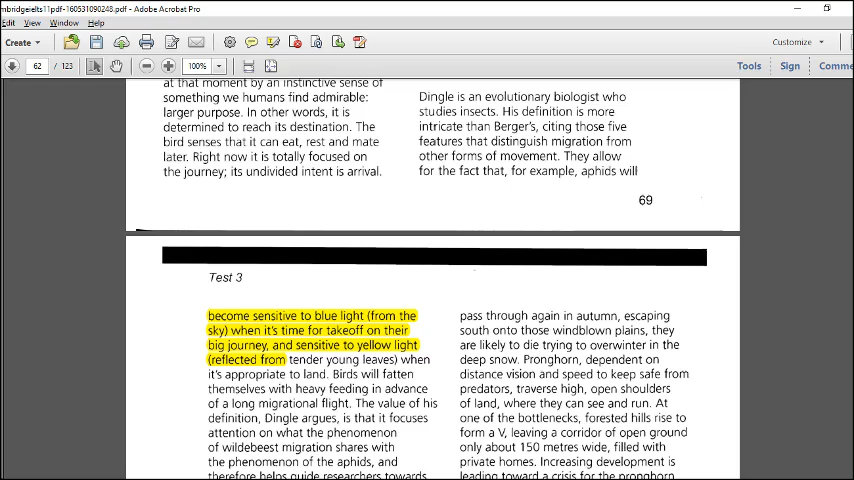 mbridgeielts11pdf-160531090248.pdf - Adobe Acrobat Pro
Edit View Window Help
Create
Customize
62 / 123
100%
Tools Sign Comme
at that moment by an instinctive sense of
something we humans find admirable:
larger purpose. In other words, it is
determined to reach its destination. The
bird senses that it can eat, rest and mate
later. Right now it is totally focused on
the journey; its undivided intent is arrival.
Dingle is an evolutionary biologist who
studies insects. His definition is more
intricate than Berger's, citing those five
features that distinguish migration from
other forms of movement. They allow
for the fact that, for example, aphids will
69
Test 3
become sensitive to blue light (from the
sky) when it's time for takeoff on their
big journey, and sensitive to yellow light
(reflected from tender young leaves) when
it's appropriate to land. Birds will fatten
themselves with heavy feeding in advance
of a long migrational flight. The value of his
definition, Dingle argues, is that it focuses
attention on what the phenomenon
of wildebeest migration shares with
the phenomenon of the aphids, and
therefore helps guide researchers towards
pass through again in autumn, escaping
south onto those windblown plains, they
are likely to die trying to overwinter in the
deep snow. Pronghorn, dependent on
distance vision and speed to keep safe from
predators, traverse high, open shoulders
of land, where they can see and run. At
one of the bottlenecks, forested hills rise to
form a V, leaving a corridor of open ground
only about 150 metres wide, filled with
private homes. Increasing development is
leading toward a crisis for the pronghorn